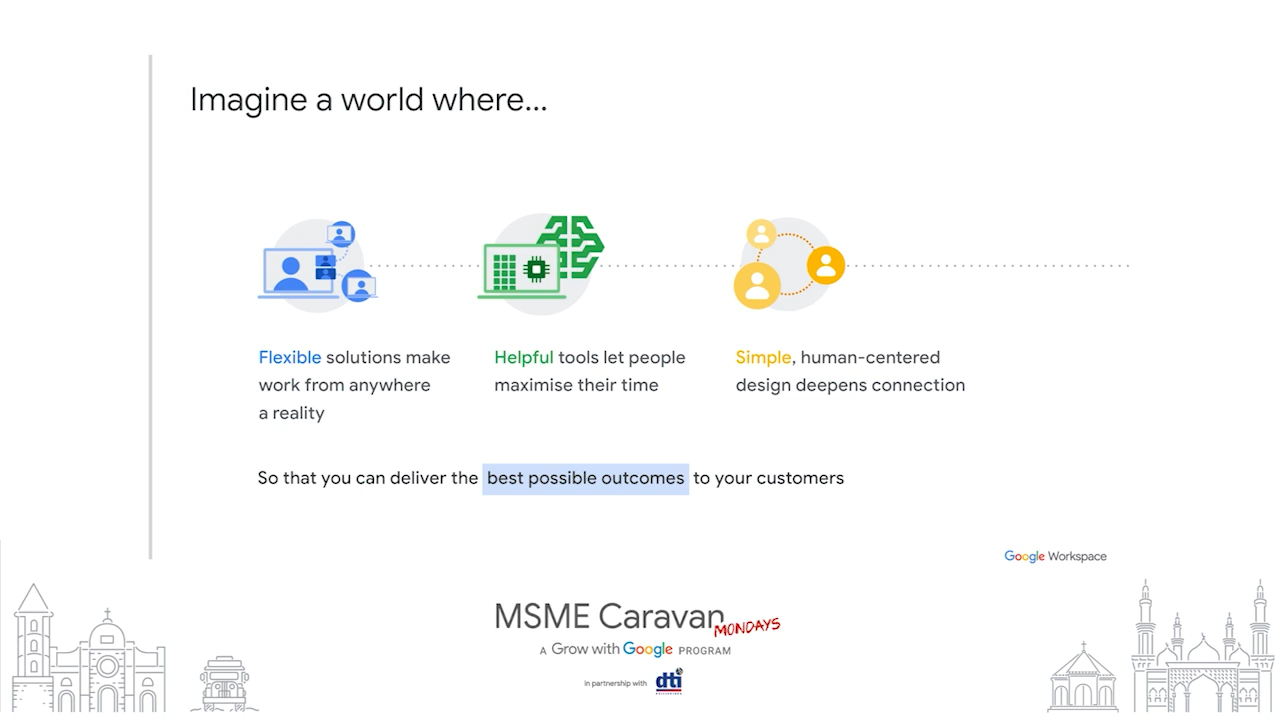 Imagine a world where...
Flexible solutions make
work from anywhere
a reality
Helpful tools let people
maximise their time
Simple, human-centered
design deepens connection
So that you can deliver the best possible outcomes to your customers
Google Workspace
MSME Caravan
MONDAYS
A Grow with Google PROGRAM
in partnership with dti
PHILIPPINES